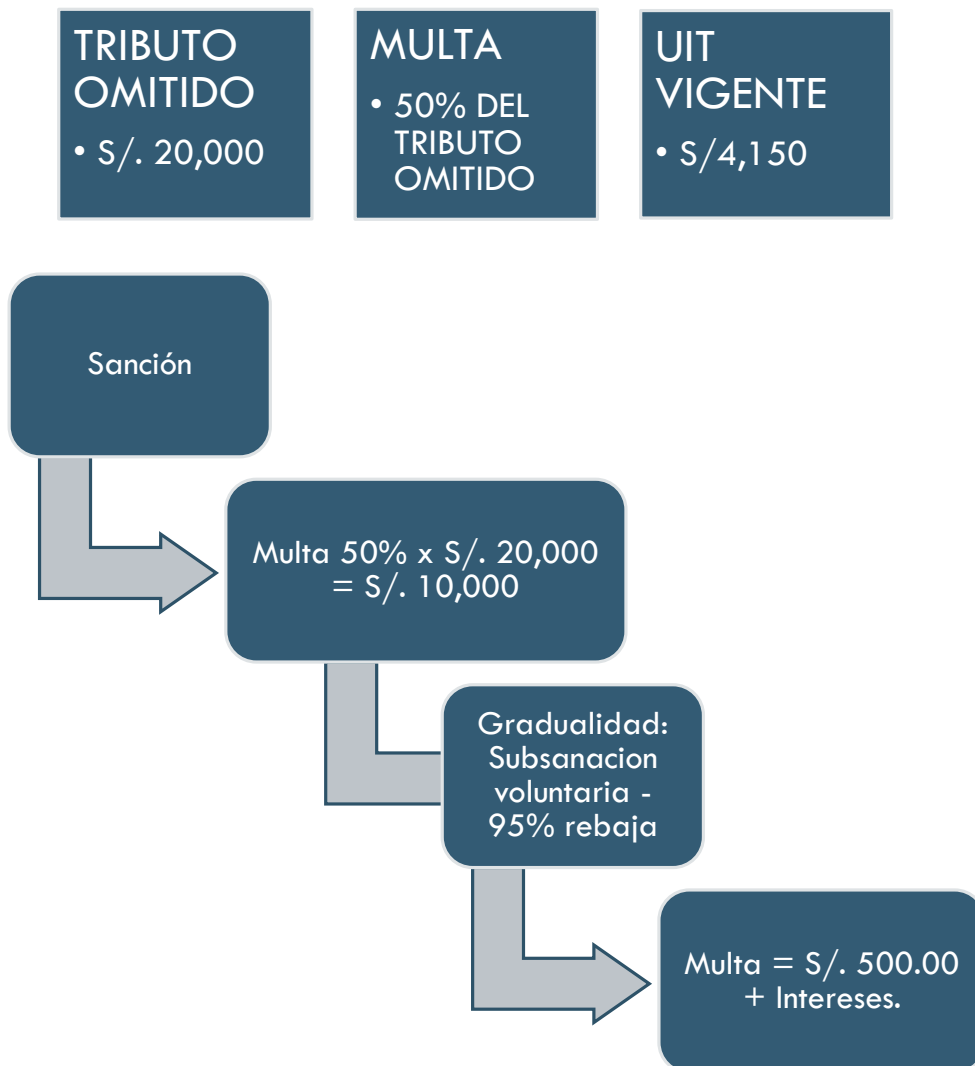 TRIBUTO
OMITIDO
• S/. 20,000
MULTA
• 50% DEL
TRIBUTO
OMITIDO
UIT
VIGENTE
• S/4,150
Sanción
Multa 50% x S/. 20,000
= S/. 10,000
Gradualidad:
Subsanacion
voluntaria -
95% rebaja
Multa = S/. 500.00
+ Intereses.